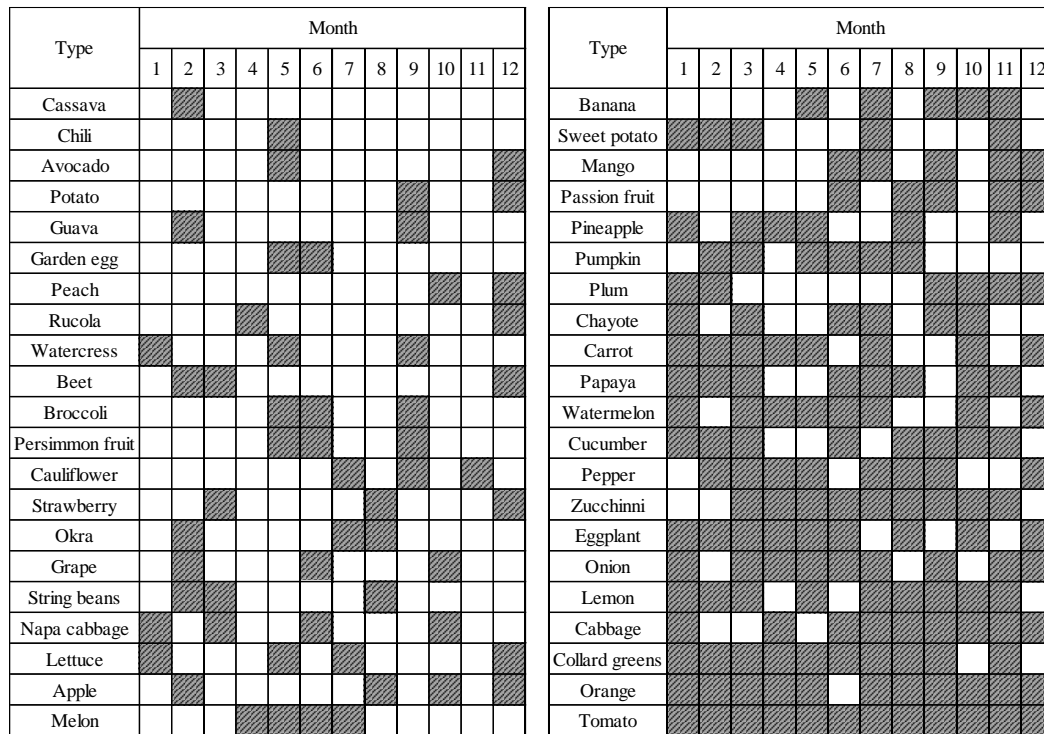 Type
Month
1 2 3 4 5 6 7 8 9 10 11 12
Cassava
Chili
Avocado
Potato
Guava
Garden egg
Peach
Rucola
Watercress
Beet
Broccoli
Persimmon fruit
Cauliflower
Strawberry
Okra
Grape
String beans
Napa cabbage
Lettuce
Apple
Melon
Type
Month
1 2 3 4 5 6 7 8 9 10 11 12
Banana
Sweet potato
Mango
Passion fruit
Pineapple
Pumpkin
Plum
Chayote
Carrot
Papaya
Watermelon
Cucumber
Pepper
Zucchinni
Eggplant
Onion
Lemon
Cabbage
Collard greens
Orange
Tomato